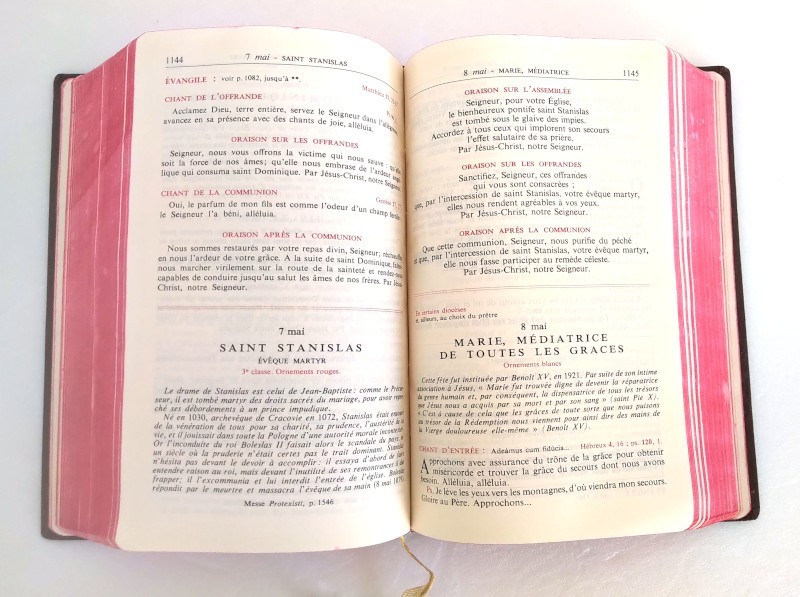 1144
7 mai - SAINT STANISLAS
ÉVANGILE : voir p. 1082, jusqu'à **.
Matthieu
CHANT DE L'OFFRANDE
Acclamez Dieu, terre entière, servez le Seigneur dans l'allégresse,
avancez en sa présence avec des chants de joie, alléluia.
ORAISON SUR LES OFFRANDES
Seigneur, nous vous offrons la victime qui nous sauve : qu'elle
soit la force de nos âmes; qu'elle nous embrase de l'ardeur
lique qui consuma saint Dominique. Par Jésus-Christ, notre Seigneur.
CHANT DE LA COMMUNION
Genèse
Oui, le parfum de mon fils est comme l'odeur d'un champ
le Seigneur l'a béni, alléluia.
ORAISON APRÈS LA COMMUNION
Nous sommes restaurés par votre repas divin, Seigneur;
en nous l'ardeur de votre grâce. A la suite de saint Dominique,
nous marcher virilement sur la route de la sainteté et rendez-nous
capables de conduire jusqu'au salut les âmes de nos frères. Par Jésus-
Christ, notre Seigneur.
7 mai
SAINT STANISLAS
ÉVÊQUE MARTYR
3e classe. Ornements rouges.
Le drame de Stanislas est celui de Jean-Baptiste : comme le
seur, il est tombé martyr des droits sacrés du mariage, pour avoir
ché ses débordements à un prince impudique.
Né en 1030, archevêque de Cracovie en 1072, Stanislas était
de la vénération de tous pour sa charité, sa prudence, l'austérité de sa
vie, et il jouissait dans toute la Pologne d'une autorité morale
Or l'inconduite du roi Boleslas II faisait alors le scandale du
un siècle où la pruderie n'était certes pas le trait dominant. Stanislas
n'hésita pas devant le devoir à accomplir : il essaya d'abord de
entendre raison au roi, mais devant l'inutilité de ses remontrances il
frapper; il l'excommunia et lui interdit l'entrée de l'église.
répondit par le meurtre et massacra l'évêque de sa main (8 mai
Messe Protexisti, p. 1546
8 mai - MARIE, MÉDIATRICE
1145
ORAISON SUR L'ASSEMBLÉE
Seigneur, pour votre Église,
le bienheureux pontife saint Stanislas
est tombé sous le glaive des impies.
Accordez à tous ceux qui implorent son secours
l'effet salutaire de sa prière.
Par Jésus-Christ, notre Seigneur.
ORAISON SUR LES OFFRANDES
Sanctifiez, Seigneur, ces offrandes
qui vous sont consacrées ;
que, par l'intercession de saint Stanislas, votre évêque martyr,
elles nous rendent agréables à vos yeux.
Par Jésus-Christ, notre Seigneur.
ORAISON APRÈS LA COMMUNION
Que cette communion, Seigneur, nous purifie du péché
et que, par l'intercession de saint Stanislas, votre évêque martyr,
elle nous fasse participer au remède céleste.
Par Jésus-Christ, notre Seigneur.
En certains diocèses
et ailleurs, au choix du prêtre
8 mai
MARIE, MÉDIATRICE
DE TOUTES LES GRACES
Ornements blancs
Cette fête fut instituée par Benoît XV, en 1921. Par suite de son intime
association à Jésus, « Marie fut trouvée digne de devenir la réparatrice
du genre humain et, par conséquent, la dispensatrice de tous les trésors
que Jésus nous a acquis par sa mort et par son sang » (saint Pie X).
« C'est à cause de cela que les grâces de toute sorte que nous puisons
au trésor de la Rédemption nous viennent pour ainsi dire des mains de
la Vierge douloureuse elle-même » (Benoît XV).
CHANT D'ENTRÉE : Adeámus cum fidúcia...
Hébreux 4, 16 ; ps. 120, 1.
Approchons avec assurance du trône de la grâce pour obtenir
miséricorde et trouver la grâce du secours dont nous avons
besoin. Alléluia, alléluia.
Ps. Je lève les yeux vers les montagnes, d'où viendra mon secours.
Gloire au Père. Approchons...